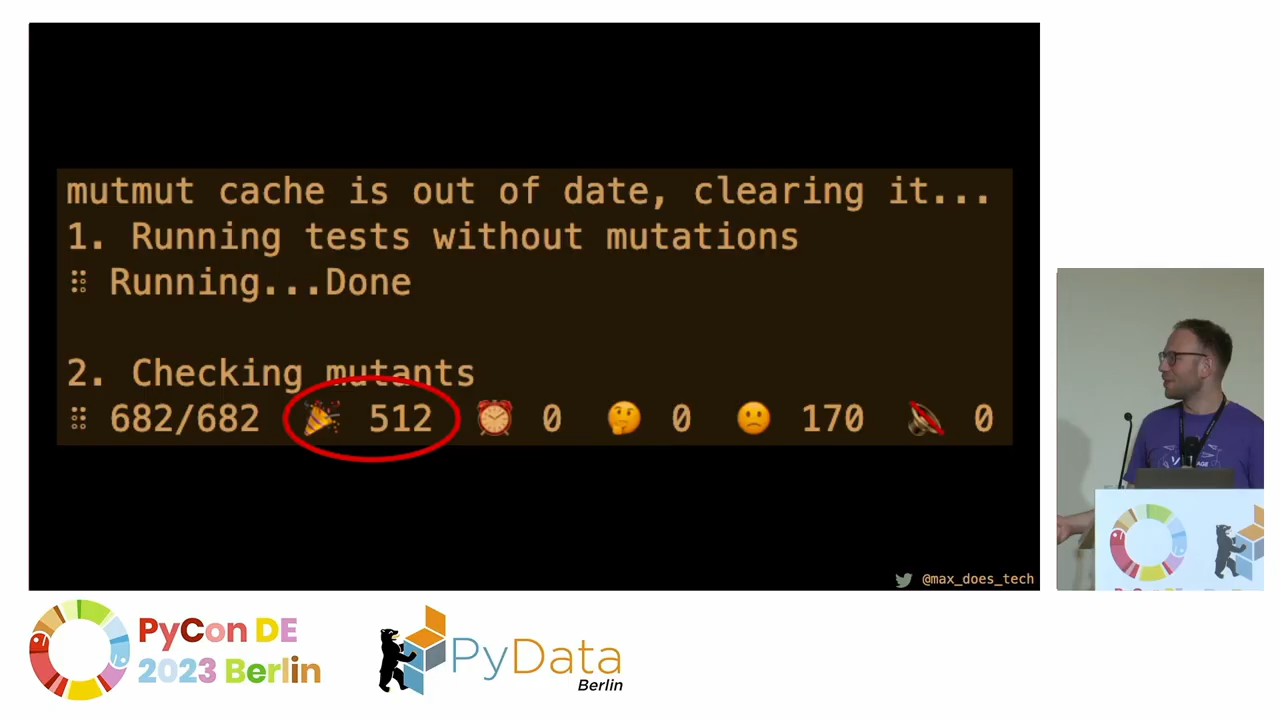 mutmut cache is out of date, clearing it...
1. Running tests without mutations
⠿ Running...Done
2. Checking mutants
⠿ 682/682 🎉 512 ⏰ 0 🤔 0 🙁 170 🔇 0
@max_does_tech
PyCon DE
2023 Berlin
PyData
Berlin